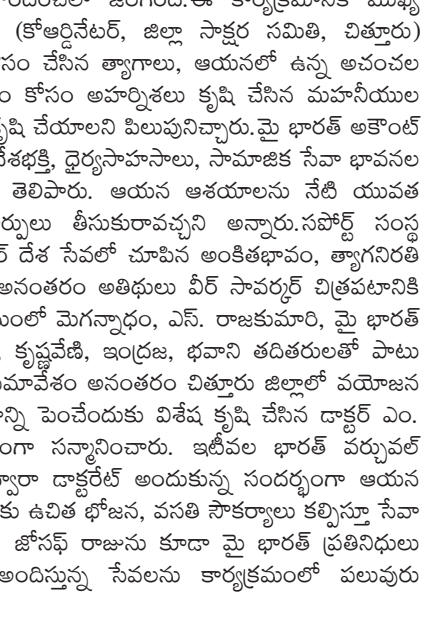 జరిగింది.ఈ కార్యక్రమానికి ముఖ్య
(కోఆర్డినేటర్, జిల్లా సాక్షర సమితి, చిత్తూరు)
చేసిన త్యాగాలు, ఆయనలో ఉన్న అచంచల
కోసం అహర్నిశలు కృషి చేసిన మహనీయుల
చేయాలని పిలుపునిచ్చారు.మై భారత్ అకౌంట్
ధైర్యసాహసాలు, సామాజిక సేవా భావనల
తెలిపారు. ఆయన ఆశయాలను నేటి యువత
తీసుకురావచ్చని అన్నారు.సపోర్ట్ సంస్థ
దేశ సేవలో చూపిన అంకితభావం, త్యాగనిరతి
అనంతరం అతిథులు వీర్ సావర్కర్ చిత్రపటానికి
మెగన్నాధం, ఎస్. రాజకుమారి, మై భారత్
కృష్ణవేణి, ఇంద్రజ, భవాని తదితరులతో పాటు
అనంతరం చిత్తూరు జిల్లాలో వయోజన
పెంచేందుకు విశేష కృషి చేసిన డాక్టర్ ఎం.
సన్మానించారు. ఇటీవల భారత్ వర్చువల్
డాక్టరేట్ అందుకున్న సందర్భంగా ఆయన
ఉచిత భోజన, వసతి సౌకర్యాలు కల్పిస్తూ సేవా
జోసఫ్ రాజును కూడా మై భారత్ ప్రతినిధులు
అందిస్తున్న సేవలను కార్యక్రమంలో పలువురు